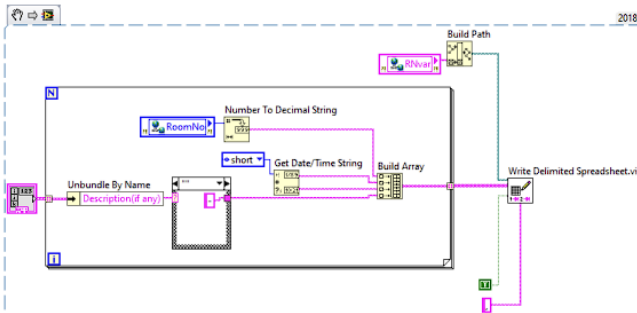 2018
Build Path
RNvar
N
RoomNo
Number To Decimal String
short
Get Date/Time String
Build Array
Write Delimited Spreadsheet.vi
Unbundle By Name
Description(if any)
""
i